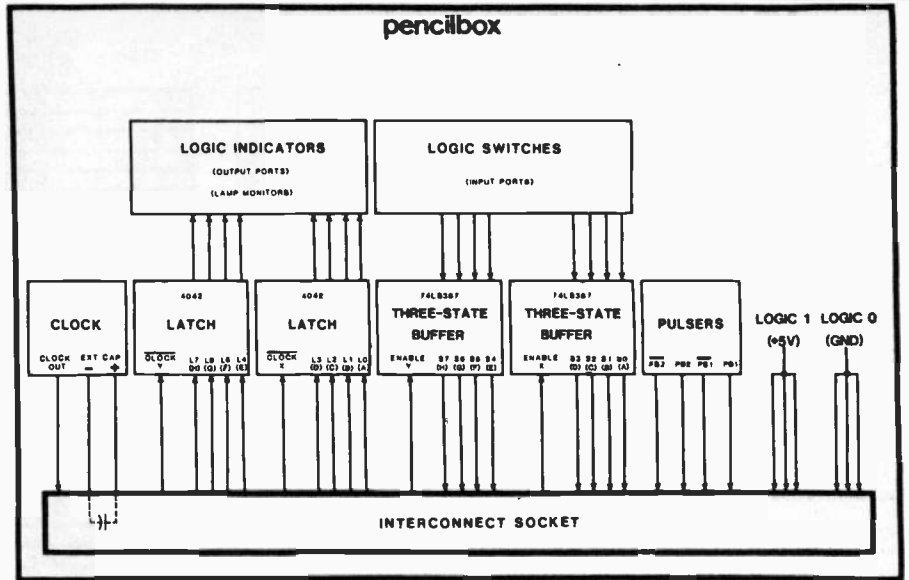 pencilbox
LOGIC INDICATORS
(OUTPUT PORTS)
(LAMP MONITORS)
LOGIC SWITCHES
(INPUT PORTS)
CLOCK
CLOCK OUT
EXT CAP
- +
4042
LATCH
CLOCK Y
L7 L6 L5 L4
(H) (G) (F) (E)
4042
LATCH
CLOCK X
L3 L2 L1 L0
(D) (C) (B) (A)
74LS367
THREE-STATE
BUFFER
ENABLE Y
S7 S6 S5 S4
(H) (G) (F) (E)
74LS367
THREE-STATE
BUFFER
ENABLE X
S3 S2 S1 S0
(D) (C) (B) (A)
PULSERS
PB2 PB2 PB1 PB1
LOGIC 1
(+5V)
LOGIC 0
(GND)
INTERCONNECT SOCKET